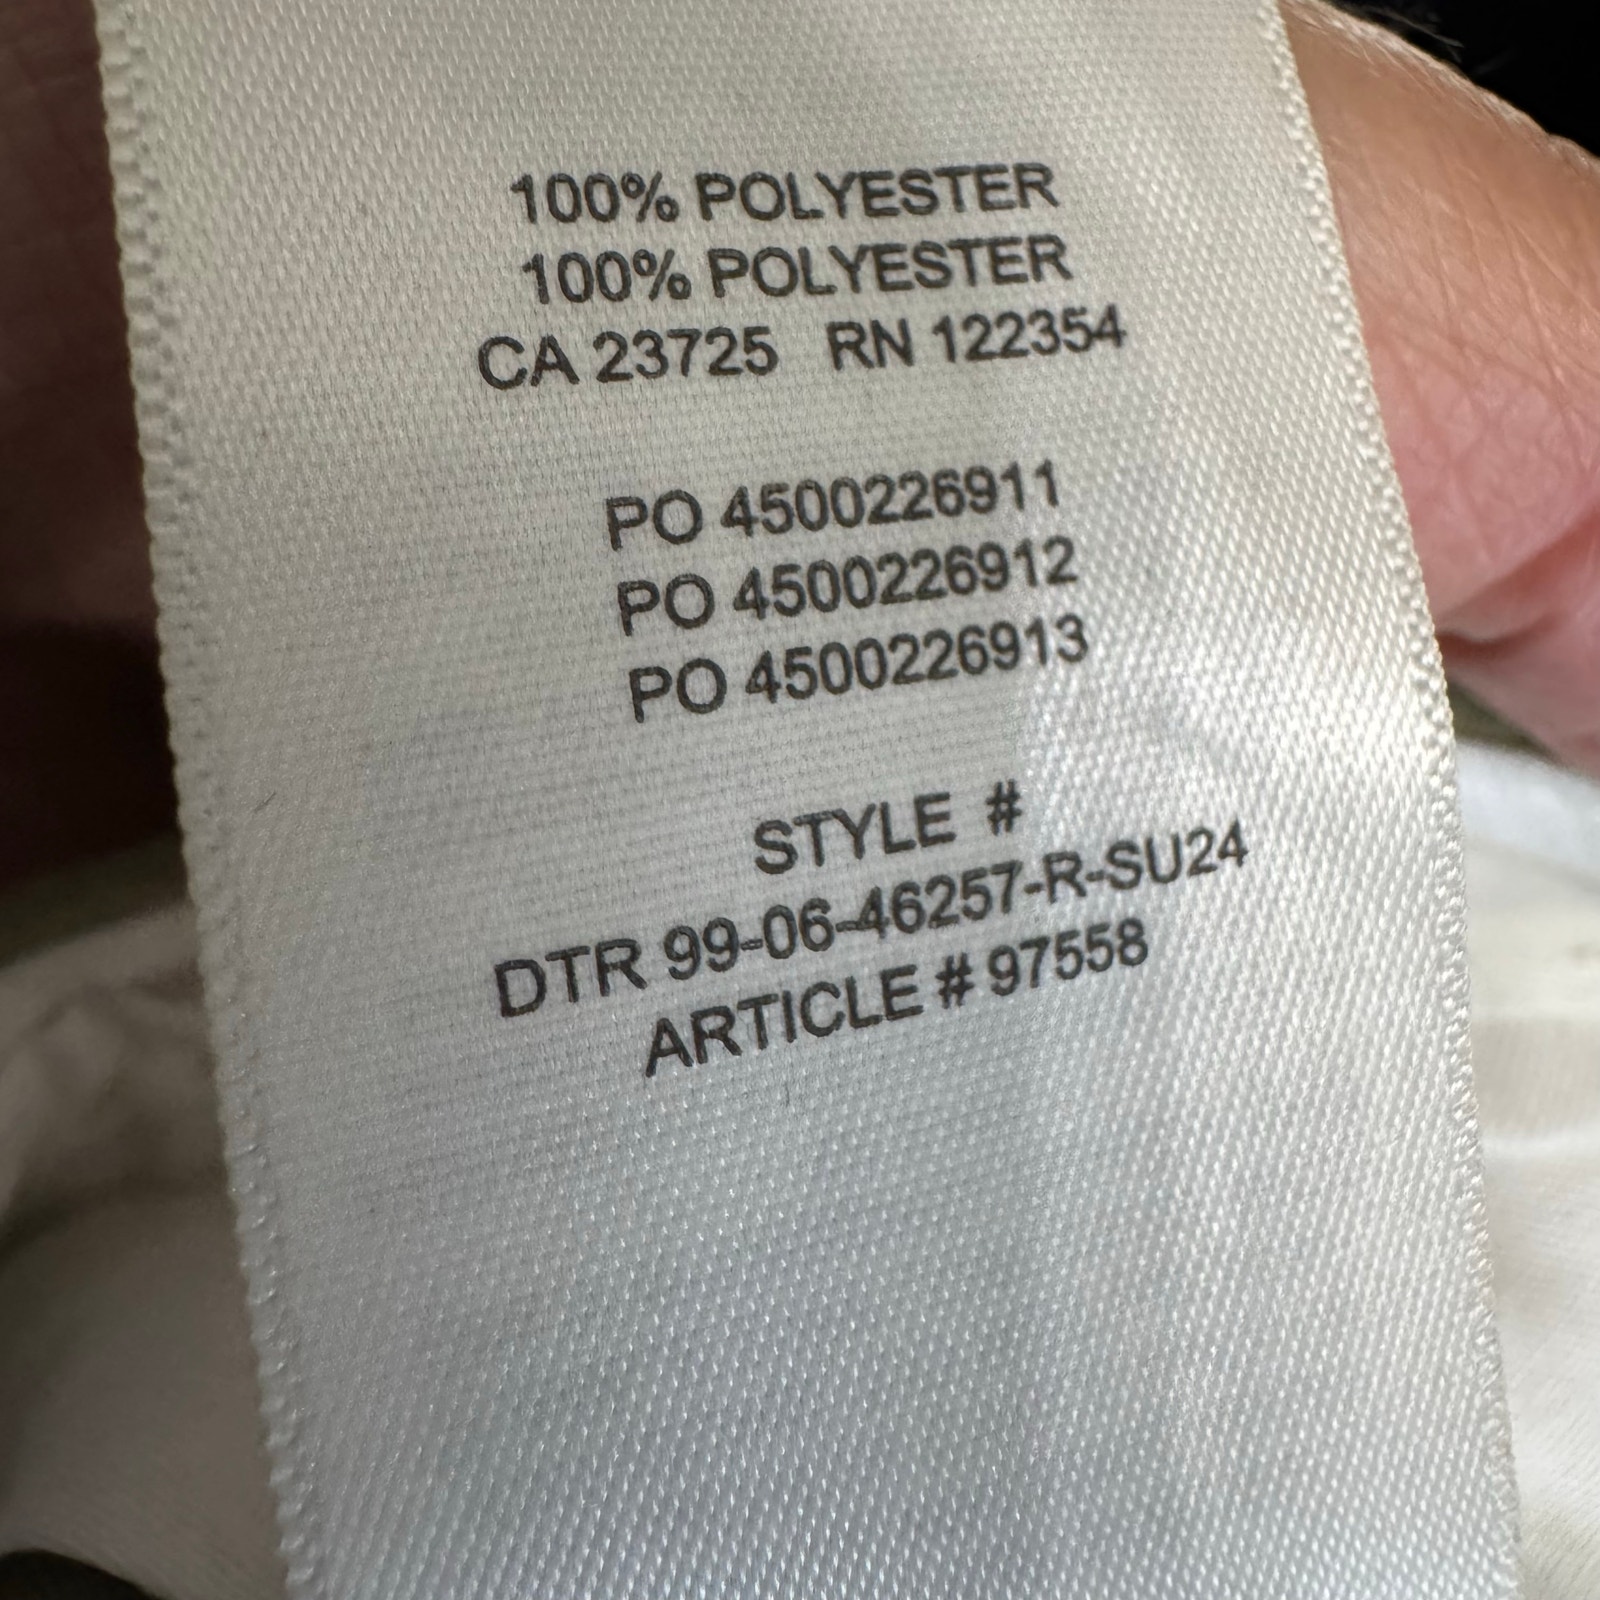 100% POLYESTER
100% POLYESTER
CA 23725 RN 122354
PO 4500226911
PO 4500226912
PO 4500226913
STYLE #
DTR 99-06-46257-R-SU24
ARTICLE # 97558